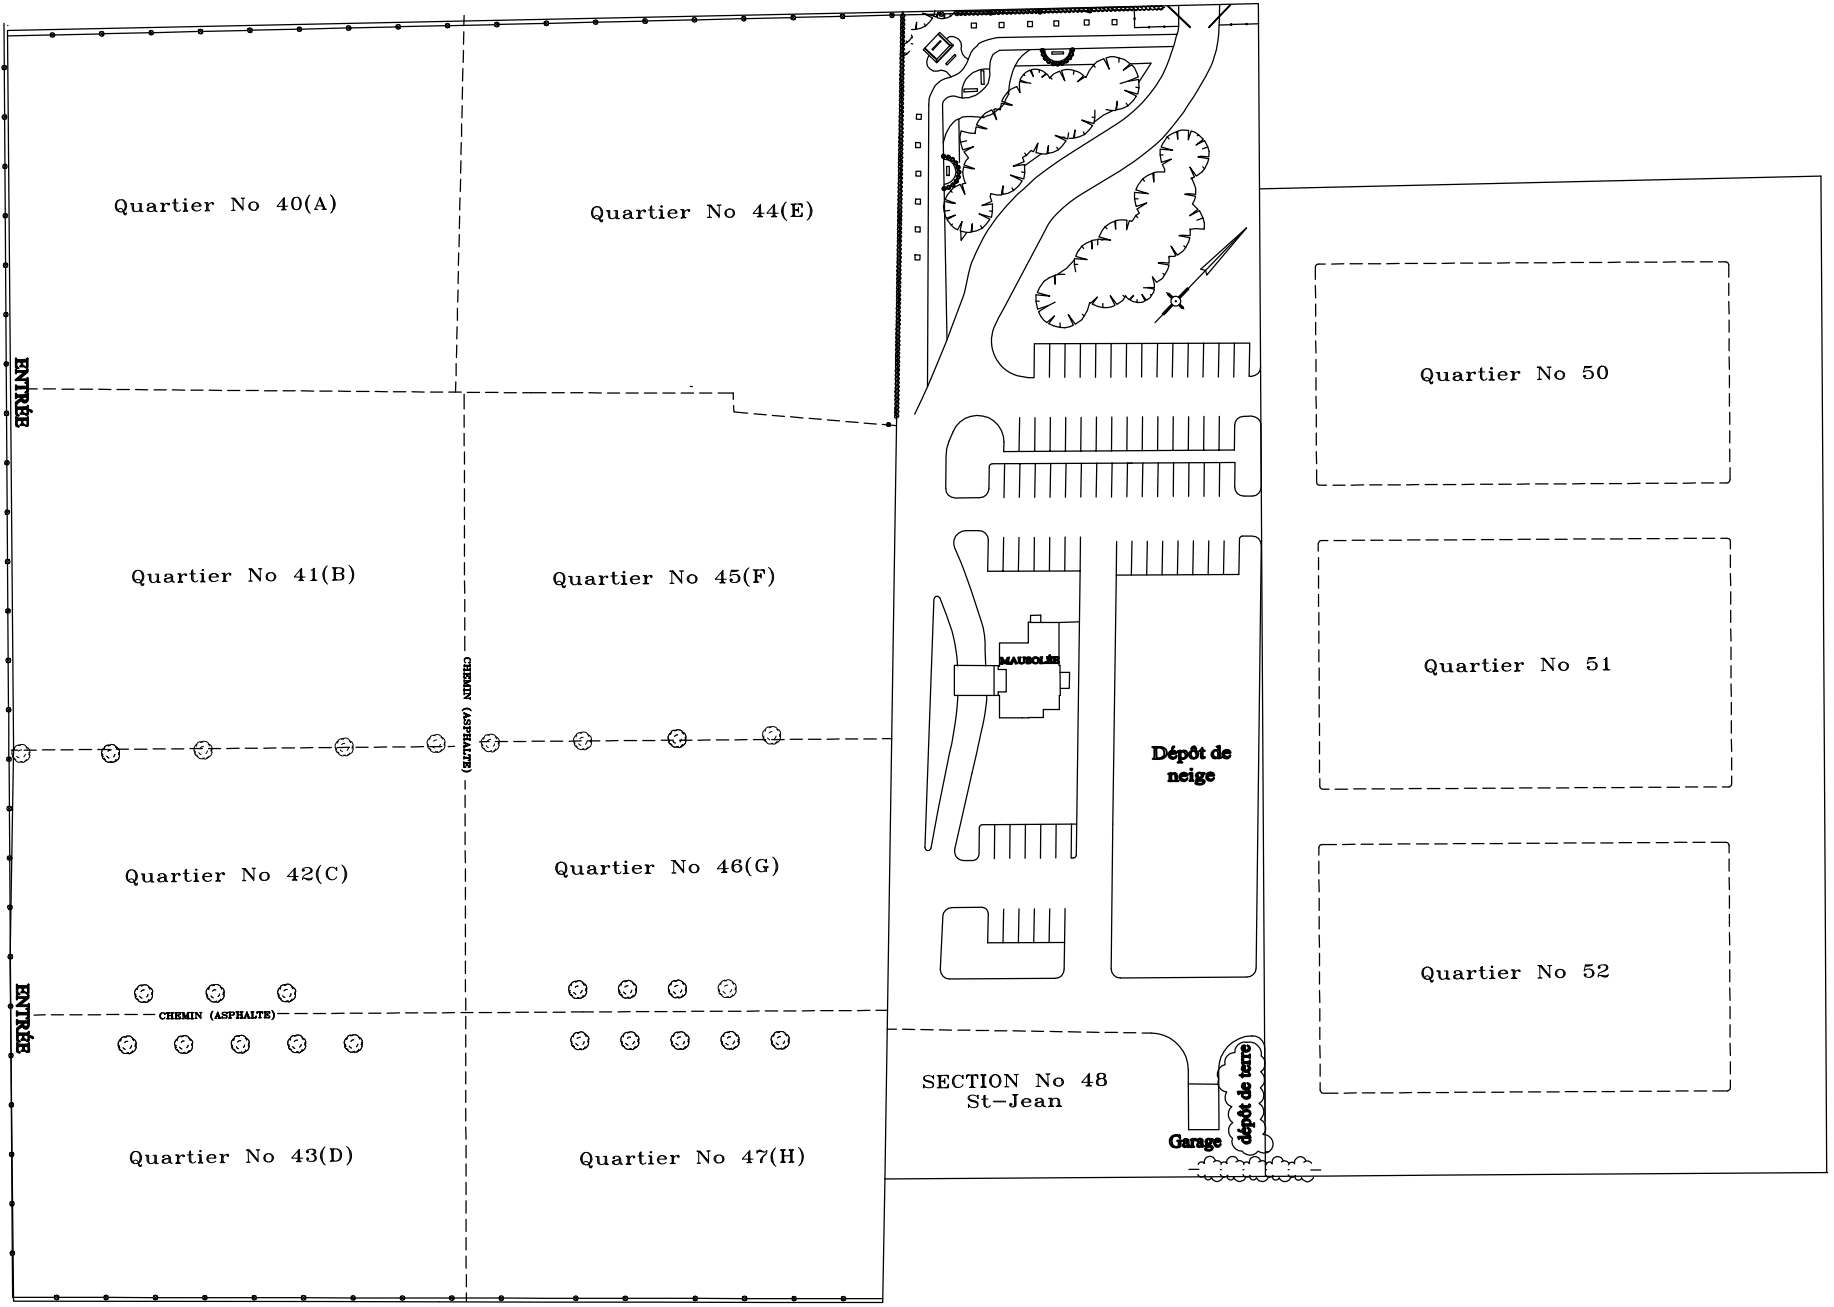 Quartier No 40(A)
Quartier No 44(E)
ENTRÉE
Quartier No 50
Quartier No 41(B)
Quartier No 45(F)
CHEMIN (ASPHALTE)
MAUSOLÉE
Quartier No 51
Dépôt de
neige
Quartier No 42(C)
Quartier No 46(G)
Quartier No 52
ENTRÉE
CHEMIN (ASPHALTE)
SECTION No 48
St-Jean
dépôt de terre
Garage
Quartier No 43(D)
Quartier No 47(H)